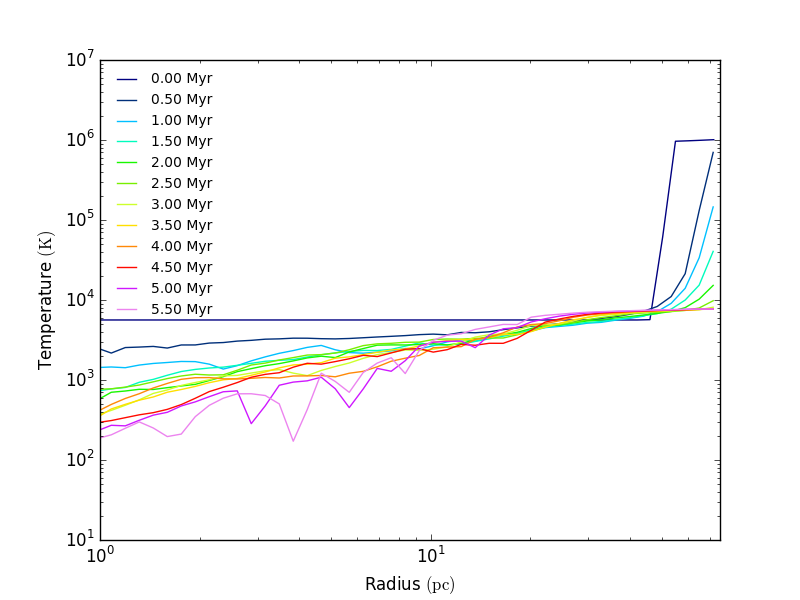 10^7
10^6
10^5
10^4
10^3
10^2
10^1
Temperature (K)
0.00 Myr
0.50 Myr
1.00 Myr
1.50 Myr
2.00 Myr
2.50 Myr
3.00 Myr
3.50 Myr
4.00 Myr
4.50 Myr
5.00 Myr
5.50 Myr
10^0 10^1
Radius (pc)